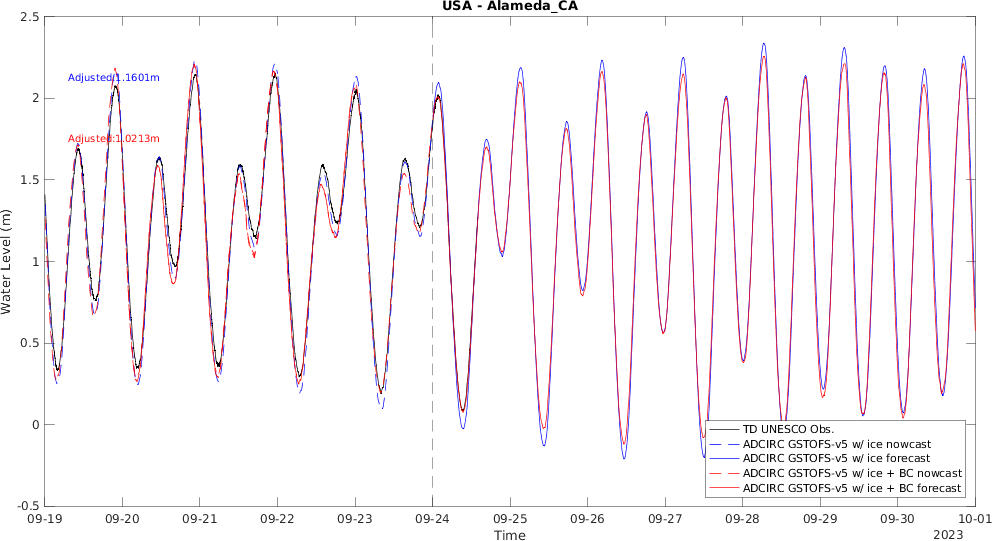 USA - Alameda_CA
2.5
2
1.5
1
0.5
0
-0.5
Water Level (m)
Adjusted:1.1601m
Adjusted:1.0213m
TD UNESCO Obs.
ADCIRC GSTOFS-v5 w/ ice nowcast
ADCIRC GSTOFS-v5 w/ ice forecast
ADCIRC GSTOFS-v5 w/ ice + BC nowcast
ADCIRC GSTOFS-v5 w/ ice + BC forecast
09-19 09-20 09-21 09-22 09-23 09-24 09-25 09-26 09-27 09-28 09-29 09-30 10-01
Time
2023